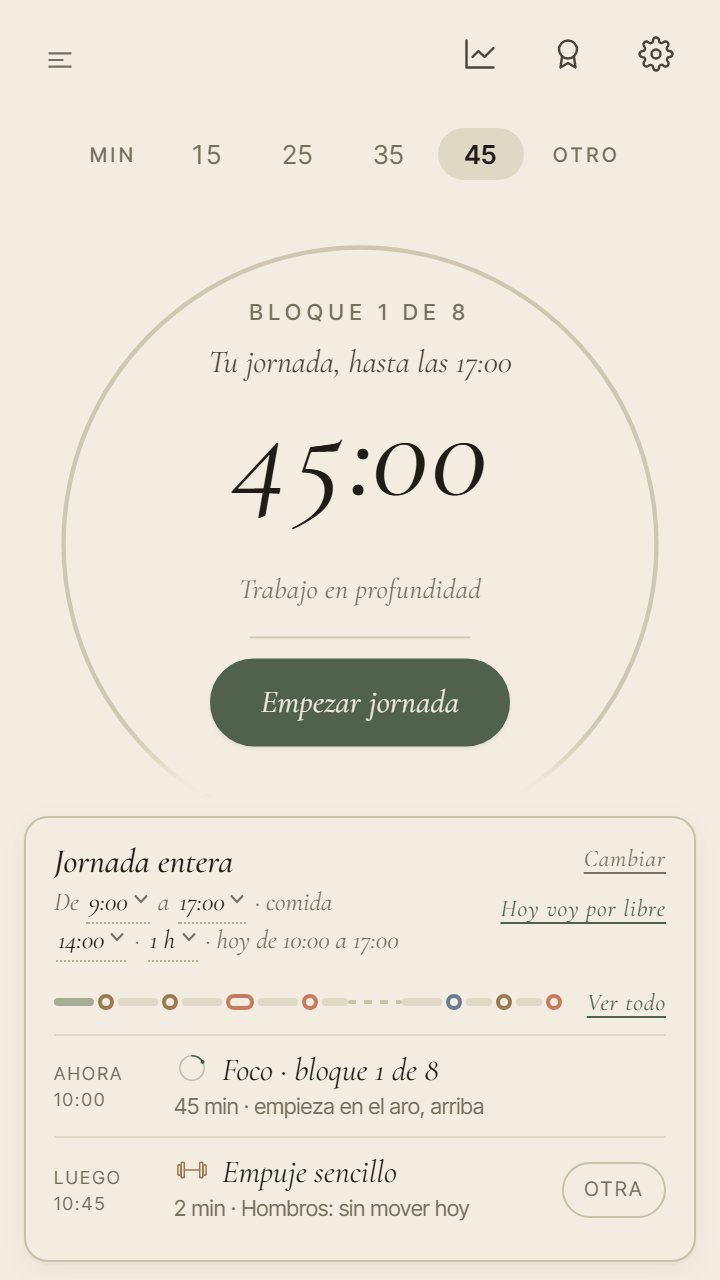 MIN 15 25 35 45 OTRO
BLOQUE 1 DE 8
Tu jornada, hasta las 17:00
45:00
Trabajo en profundidad
Empezar jornada
Jornada entera
Cambiar
De 9:00 a 17:00 · comida
Hoy voy por libre
14:00 · 1 h · hoy de 10:00 a 17:00
Ver todo
AHORA
10:00
Foco · bloque 1 de 8
45 min · empieza en el aro, arriba
LUEGO
10:45
Empuje sencillo
2 min · Hombros: sin mover hoy
OTRA